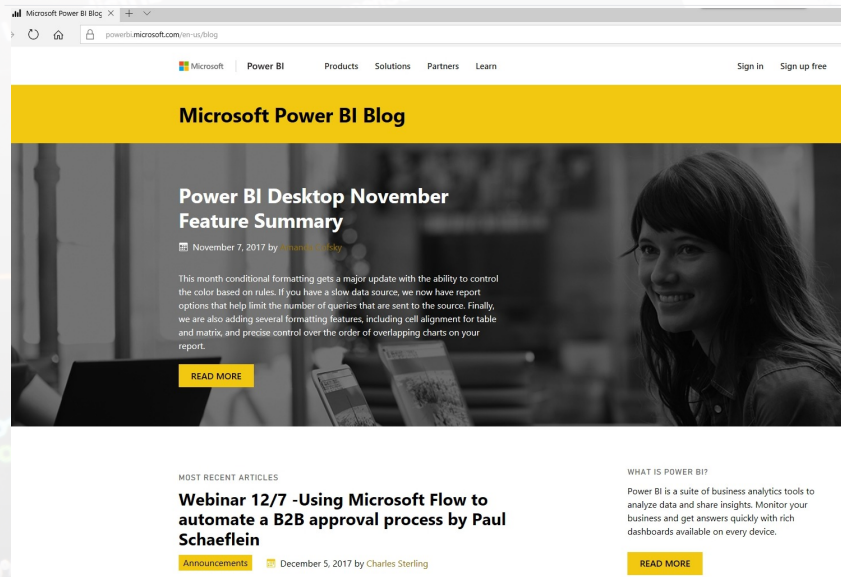 Microsoft Power BI Blog
powerbi.microsoft.com/en-us/blog
Microsoft Power BI Products Solutions Partners Learn Sign in Sign up free
Microsoft Power BI Blog
Power BI Desktop November
Feature Summary
November 7, 2017 by
This month conditional formatting gets a major update with the ability to control
the color based on rules. If you have a slow data source, we now have report
options that help limit the number of queries that are sent to the source. Finally,
we are also adding several formatting features, including cell alignment for table
and matrix, and precise control over the order of overlapping charts on your
report.
READ MORE
MOST RECENT ARTICLES
Webinar 12/7 -Using Microsoft Flow to
automate a B2B approval process by Paul
Schaeflein
Announcements December 5, 2017 by Charles Sterling
WHAT IS POWER BI?
Power BI is a suite of business analytics tools to
analyze data and share insights. Monitor your
business and get answers quickly with rich
dashboards available on every device.
READ MORE